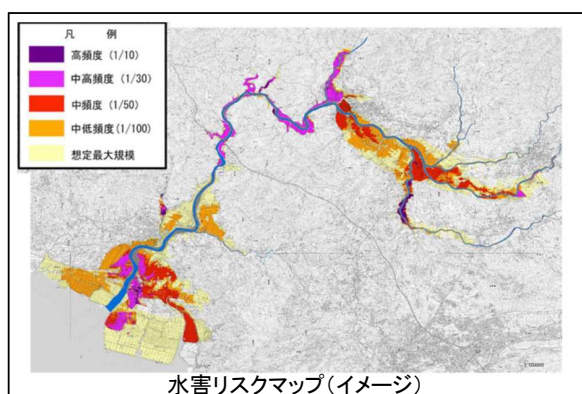 凡 例
高頻度（1/10）
中高頻度（1/30）
中頻度（1/50）
中低頻度（1/100）
想定最大規模
水害リスクマップ（イメージ）